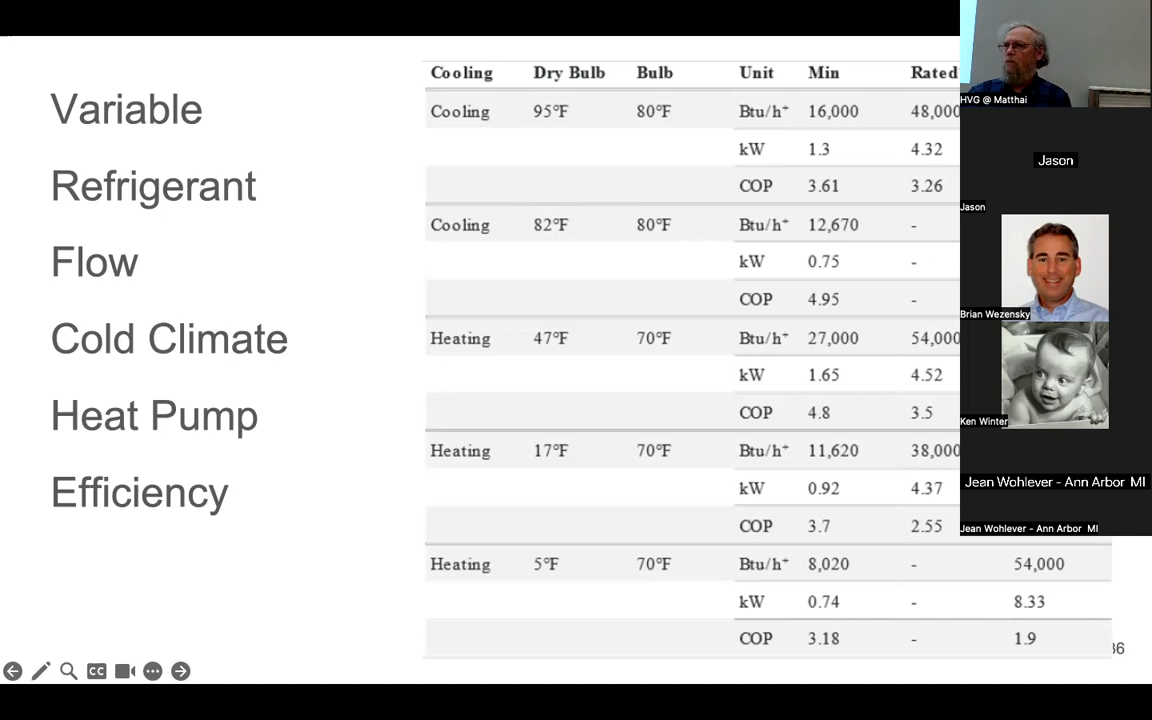 Variable
Refrigerant
Flow
Cold Climate
Heat Pump
Efficiency
Cooling Dry Bulb Bulb Unit Min Rated
Cooling 95°F 80°F Btu/h+ 16,000 48,000
kW 1.3 4.32
COP 3.61 3.26
Cooling 82°F 80°F Btu/h+ 12,670 -
kW 0.75 -
COP 4.95 -
Heating 47°F 70°F Btu/h+ 27,000 54,000
kW 1.65 4.52
COP 4.8 3.5
Heating 17°F 70°F Btu/h+ 11,620 38,000
kW 0.92 4.37
COP 3.7 2.55
Heating 5°F 70°F Btu/h+ 8,020 - 54,000
kW 0.74 - 8.33
COP 3.18 - 1.9
CC
HVG @ Matthai
Jason
Jason
Brian Wezensky
Ken Winter
Jean Wohlever - Ann Arbor MI
Jean Wohlever - Ann Arbor MI